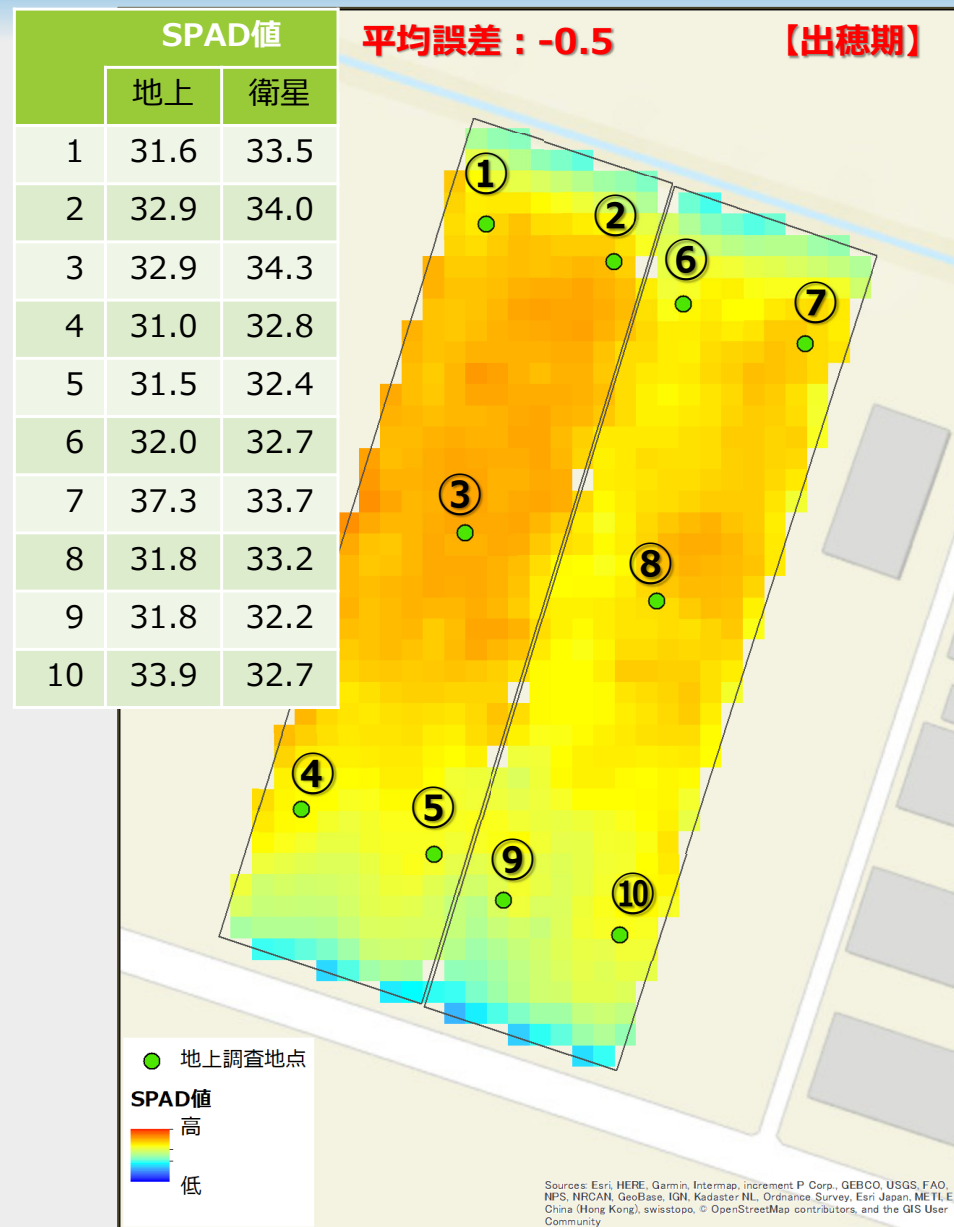 SPAD値
地上 衛星
1 31.6 33.5
2 32.9 34.0
3 32.9 34.3
4 31.0 32.8
5 31.5 32.4
6 32.0 32.7
7 37.3 33.7
8 31.8 33.2
9 31.8 32.2
10 33.9 32.7
平均誤差：-0.5
【出穂期】
①
②
⑥
⑦
③
⑧
④
⑤
⑨
⑩
地上調査地点
SPAD値
高
低
Sources: Esri, HERE, Garmin, Intermap, increment P Corp., GEBCO, USGS, FAO,
NPS, NRCAN, GeoBase, IGN, Kadaster NL, Ordnance Survey, Esri Japan, METI, E
China (Hong Kong), swisstopo, © OpenStreetMap contributors, and the GIS User
Community